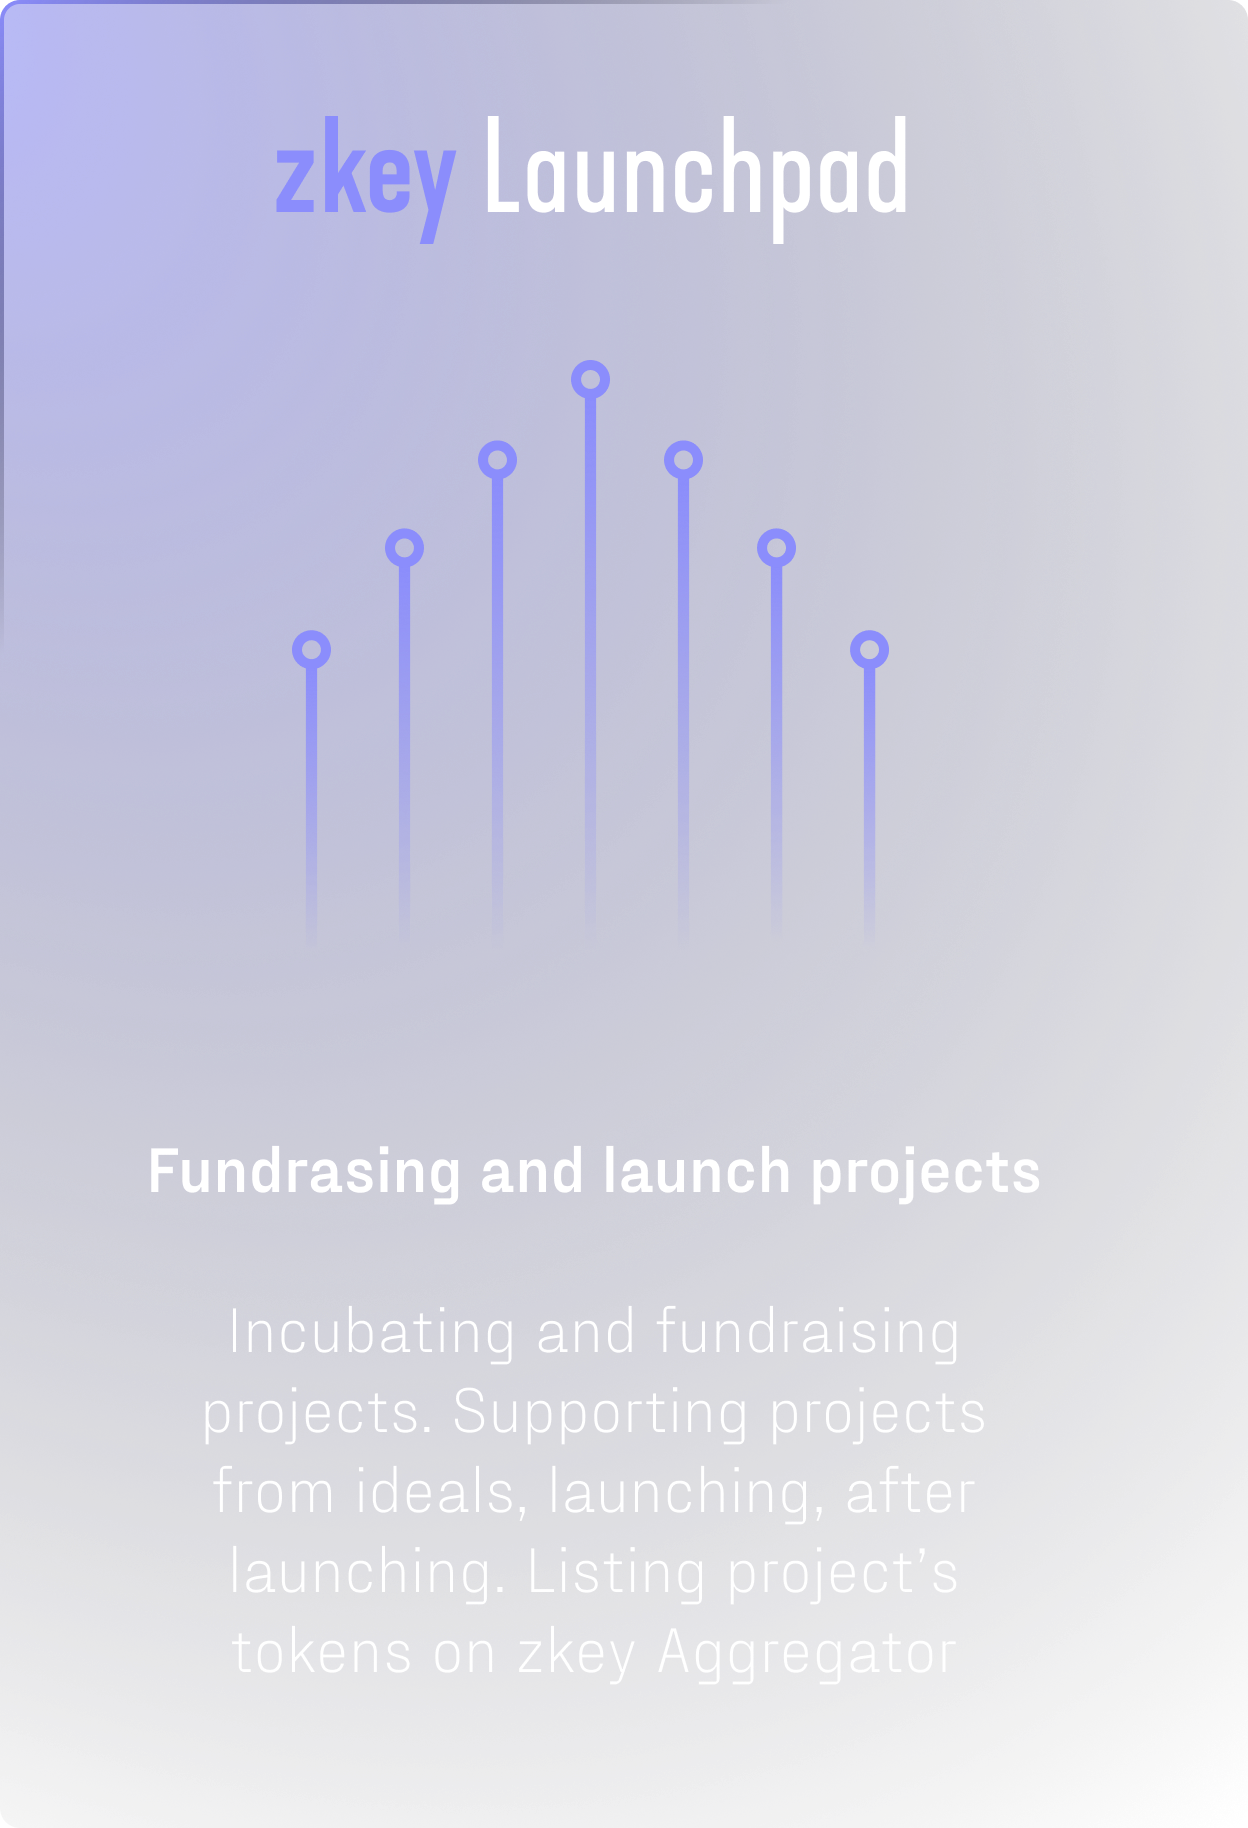 zkey Launchpad
Fundrasing and launch projects
Incubating and fundraising
projects. Supporting projects
from ideals, launching, after
launching. Listing project’s
tokens on zkey Aggregator